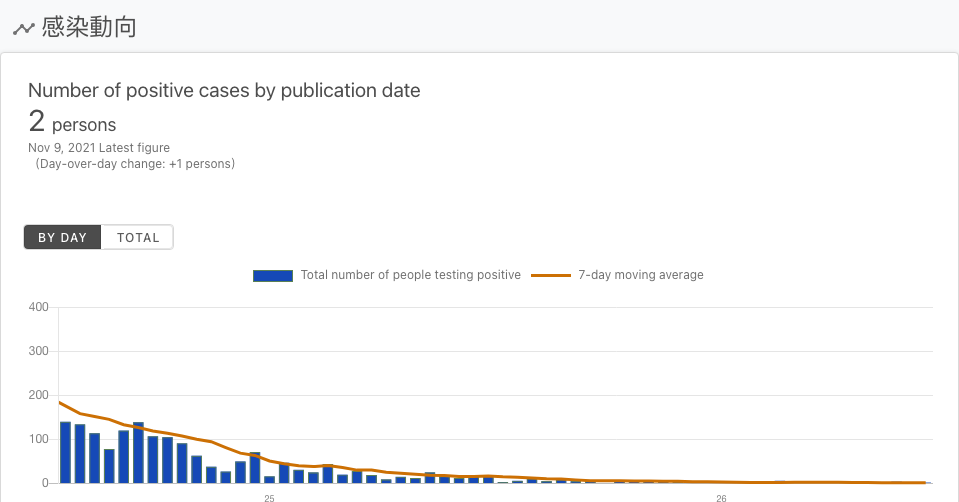 感染動向
Number of positive cases by publication date
2 persons
Nov 9, 2021 Latest figure
(Day-over-day change: +1 persons)
BY DAY TOTAL
Total number of people testing positive 7-day moving average
400
300
200
100
0
25 26